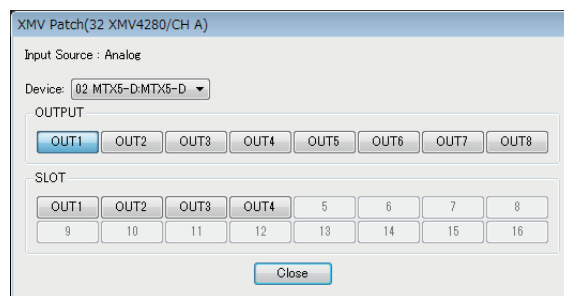 XMV Patch(32 XMV4280/CH A)
Input Source : Analog
Device: 02 MTX5-D:MTX5-D
OUTPUT
OUT1 OUT2 OUT3 OUT4 OUT5 OUT6 OUT7 OUT8
SLOT
OUT1 OUT2 OUT3 OUT4 5 6 7 8
9 10 11 12 13 14 15 16
Close